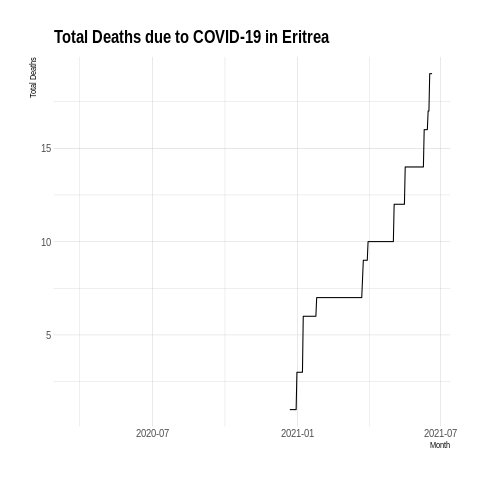 Total Deaths due to COVID-19 in Eritrea
Total Deaths
15
10
5
2020-07
2021-01
2021-07
Month